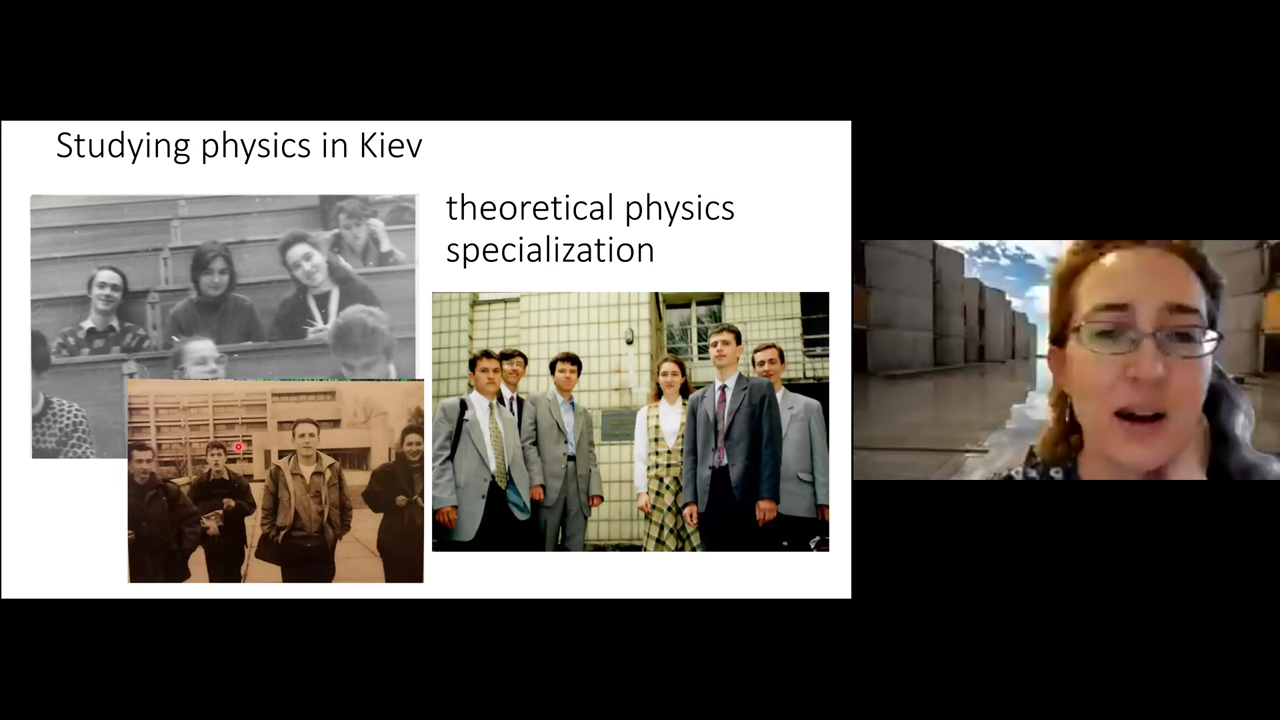 Studying physics in Kiev
theoretical physics
specialization